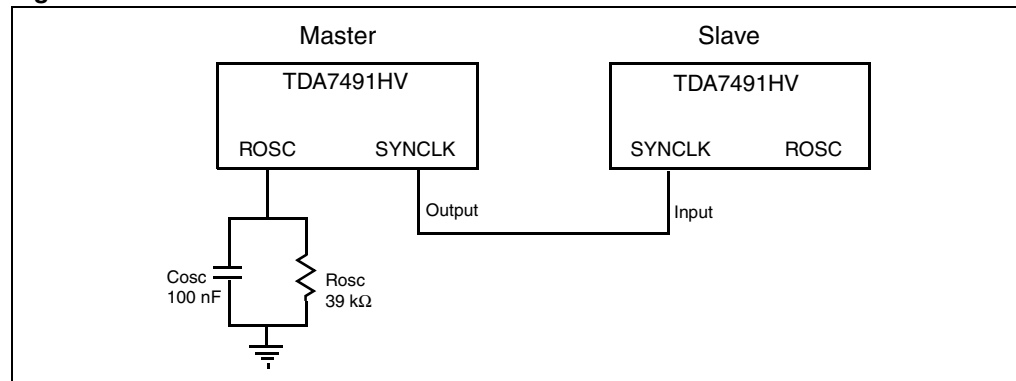 Master
Slave
TDA7491HV
TDA7491HV
ROSC
SYNCLK
SYNCLK
ROSC
Output
Input
Cosc
100 nF
Rosc
39 kΩ